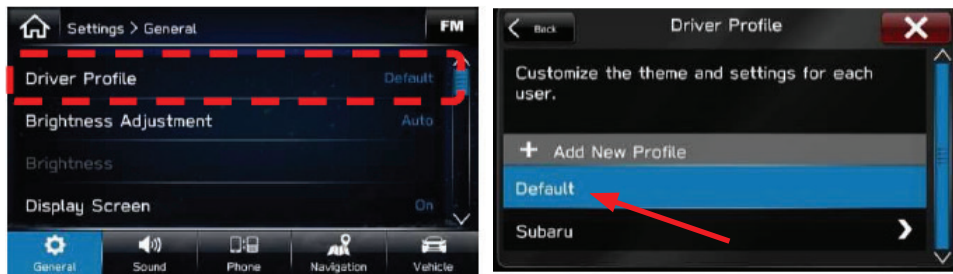 Settings > General
FM
Driver Profile
Default
Brightness Adjustment
Auto
Brightness
Display Screen
On
General
Sound
Phone
Navigation
Vehicle
Back
Driver Profile
Customize the theme and settings for each
user.
+ Add New Profile
Default
Subaru